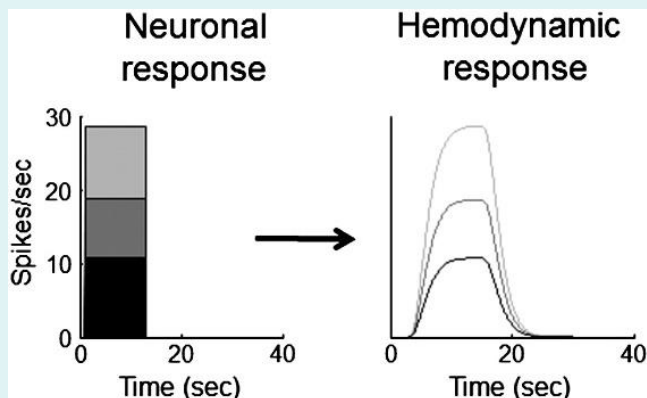 Neuronal
response
Hemodynamic
response
Spikes/sec
30
20
10
0
0 20 40
Time (sec)
0 20 40
Time (sec)